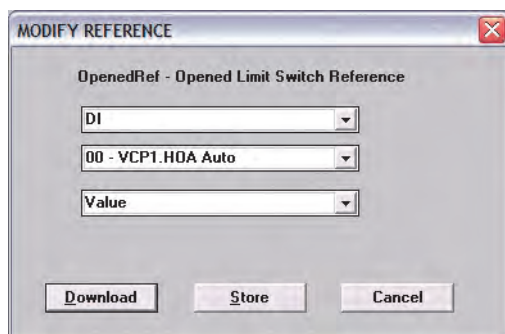 MODIFY REFERENCE
OpenedRef - Opened Limit Switch Reference
DI
00 - VCP1.HOA Auto
Value
Download Store Cancel